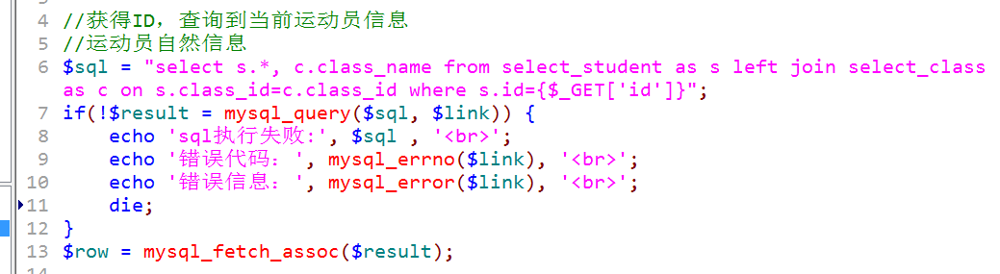 4 //获得ID，查询到当前运动员信息
5 //运动员自然信息
6 $sql = "select s.*, c.class_name from select_student as s left join select_class
as c on s.class_id=c.class_id where s.id={$_GET['id']}";
7 if(!$result = mysql_query($sql, $link)) {
8 echo 'sql执行失败:', $sql , '<br>';
9 echo '错误代码：', mysql_errno($link), '<br>';
10 echo '错误信息：', mysql_error($link), '<br>';
11 die;
12 }
13 $row = mysql_fetch_assoc($result);